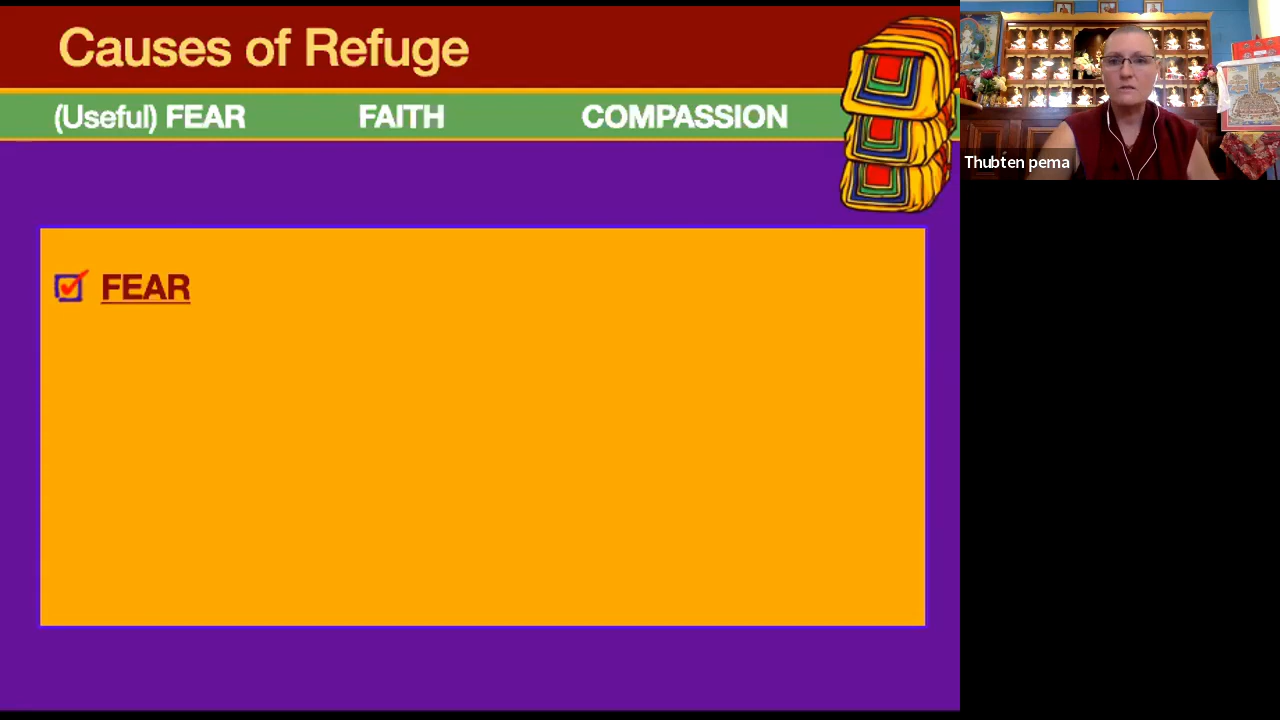 Causes of Refuge
(Useful) FEAR FAITH COMPASSION
FEAR
Thubten pema